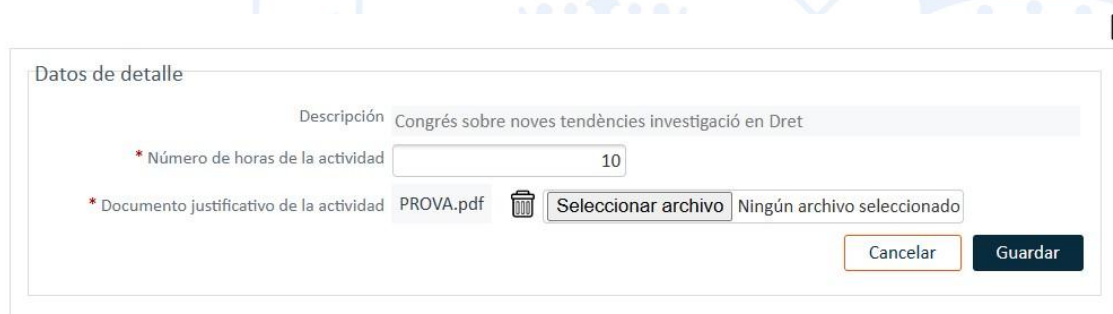 Datos de detalle
Descripción Congrés sobre noves tendències investigació en Dret
* Número de horas de la actividad 10
* Documento justificativo de la actividad PROVA.pdf Seleccionar archivo Ningún archivo seleccionado
Cancelar Guardar